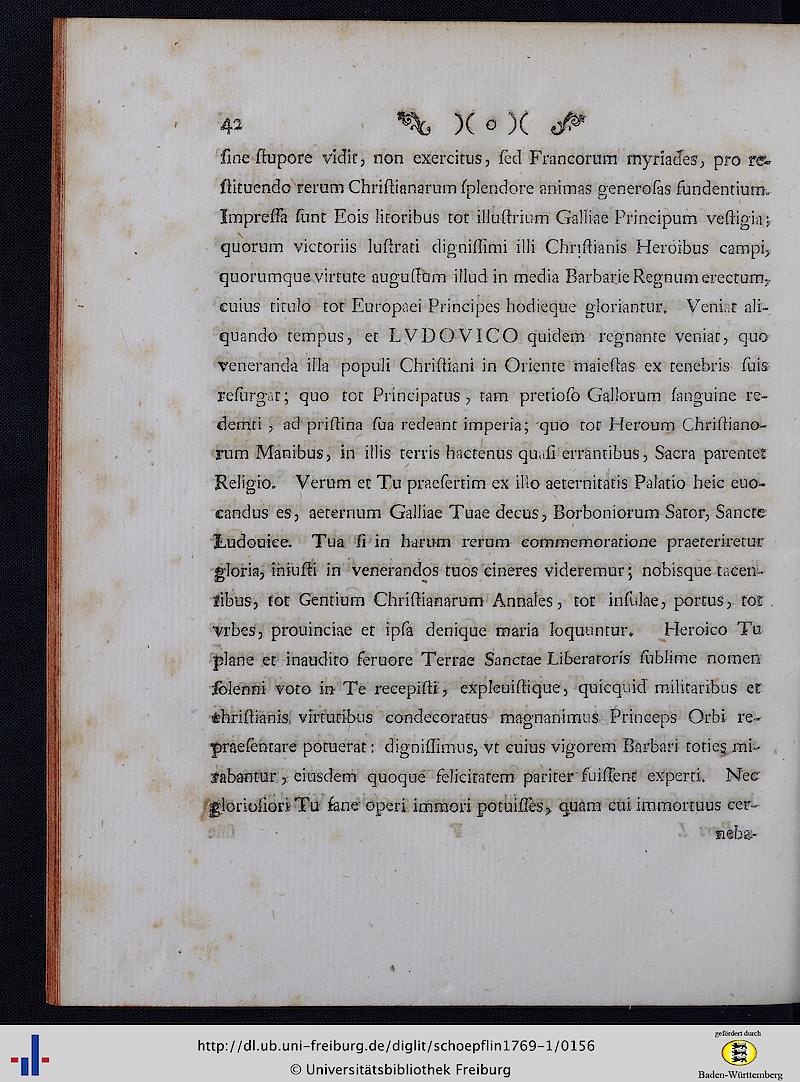 42 )( o )(
ſine ſtupore vidit, non exercitus, ſed Francorum myriades, pro re-
ſtituendo rerum Chriſtianarum ſplendore animas generoſas fundentium.
Impreſſa ſunt Eois litoribus tot illuſtrium Galliae Principum veſtigia;
quorum victoriis luſtrati digniſſimi illi Chriſtianis Heroibus campi,
quorumque virtute auguſtum illud in media Barbarie Regnum erectum,
cuius titulo tot Europaei Principes hodieque gloriantur. Veniat ali-
quando tempus, et LVDOVICO quidem regnante veniat, quo
veneranda illa populi Chriſtiani in Oriente maieſtas ex tenebris ſuis
reſurgat; quo tot Principatus, tam pretioſo Gallorum ſanguine re-
demti, ad priſtina ſua redeant imperia; quo tot Heroum Chriſtiano-
rum Manibus, in illis terris hactenus quaſi errantibus, Sacra parentet
Religio. Verum et Tu praeſertim ex illo aeternitatis Palatio heic euo-
candus es, aeternum Galliae Tuae decus, Borboniorum Sator, Sancte
Ludouice. Tua ſi in harum rerum commemoratione praeteriretur
gloria, iniuſti in venerandos tuos cineres videremur; nobisque tacen-
tibus, tot Gentium Chriſtianarum Annales, tot inſulae, portus, tot
vrbes, prouinciae et ipſa denique maria loquuntur. Heroico Tu
plane et inaudito feruore Terrae Sanctae Liberatoris ſublime nomen
ſolenni voto in Te recepiſti, expleuiſtique, quicquid militaribus et
chriſtianis virtutibus condecoratus magnanimus Princeps Orbi re-
praeſentare potuerat: digniſſimus, vt cuius vigorem Barbari toties mi-
rabantur, eiusdem quoque felicitatem pariter fuiſſent experti. Nec
glorioſiori Tu ſane operi immori potuiſſes, quam cui immortuus cer-
neba-
http://dl.ub.uni-freiburg.de/diglit/schoepflin1769-1/0156
© Universitätsbibliothek Freiburg
gefördert durch
Baden-Württemberg